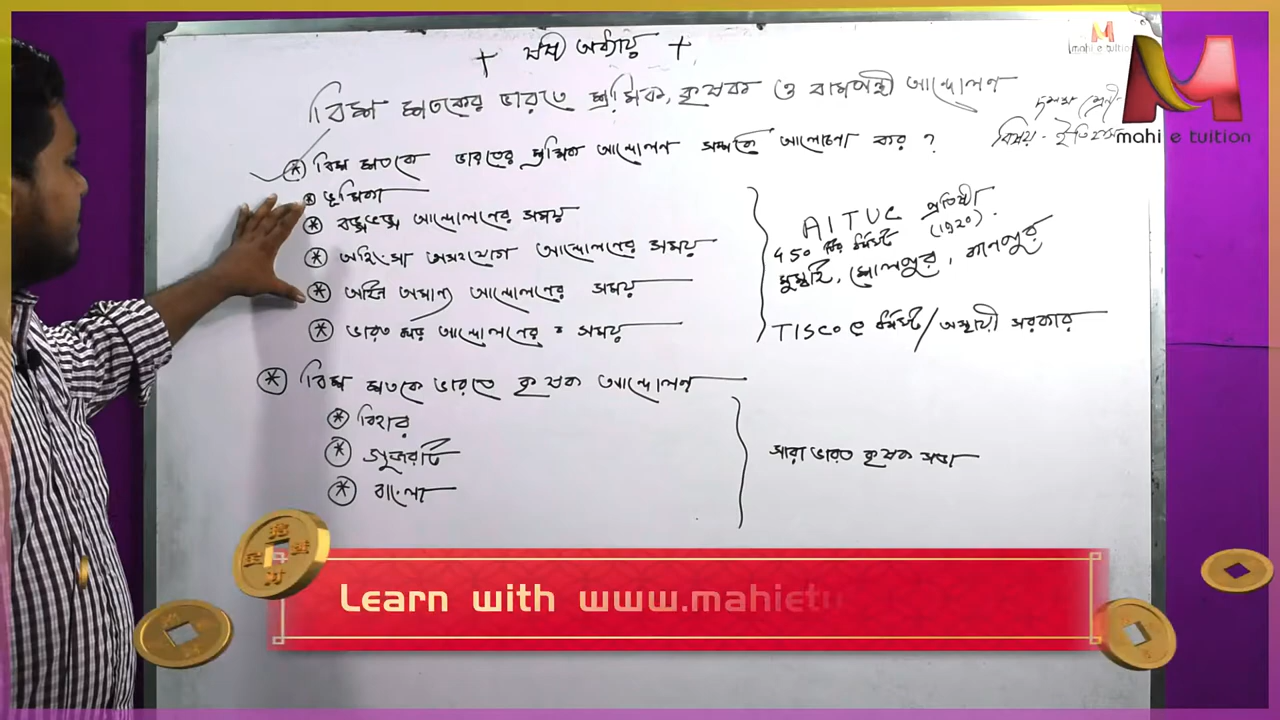 + ষষ্ঠ অধ্যায় +
বিংশ শতকের ভারতে শ্রমিক, কৃষক ও বামপন্থী আন্দোলন
দশম শ্রেণী
বিষয় - ইতিহাস
* বিংশ শতকে ভারতের শ্রমিক আন্দোলন সম্পর্কে আলোচনা কর ?
* ভূমিকা
* বঙ্গভঙ্গ আন্দোলনের সময়
* অহিংসা অসহযোগ আন্দোলনের সময়
* আইন অমান্য আন্দোলনের সময়
* ভারত ছাড় আন্দোলনের সময়
AITUC প্রতিষ্ঠা
(1920).
450 টির ধর্মঘট
মুম্বাই, শোলাপুর, কানপুর
TISCO এ ধর্মঘট / অস্থায়ী সরকার
* বিংশ শতকে ভারতে কৃষক আন্দোলন
* বিহার
* গুজরাট
* বাংলা
সারা ভারত কৃষক সভা
mahi e tuition
M
mahi e tuition
Learn with www.mahietu